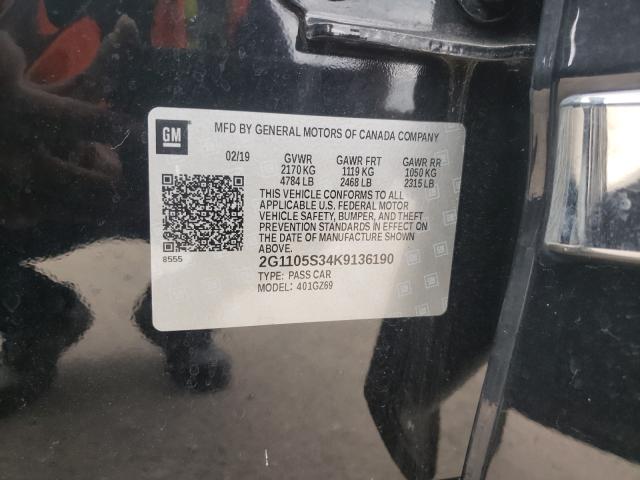 GM
MFD BY GENERAL MOTORS OF CANADA COMPANY
02/19 GVWR GAWR FRT GAWR RR
2170 KG 1119 KG 1050 KG
4784 LB 2468 LB 2315 LB
THIS VEHICLE CONFORMS TO ALL
APPLICABLE U.S. FEDERAL MOTOR
VEHICLE SAFETY, BUMPER, AND THEFT
PREVENTION STANDARDS IN EFFECT ON
THE DATE OF MANUFACTURE SHOWN
ABOVE.
8555
2G1105S34K9136190
TYPE: PASS CAR
MODEL: 401GZ69